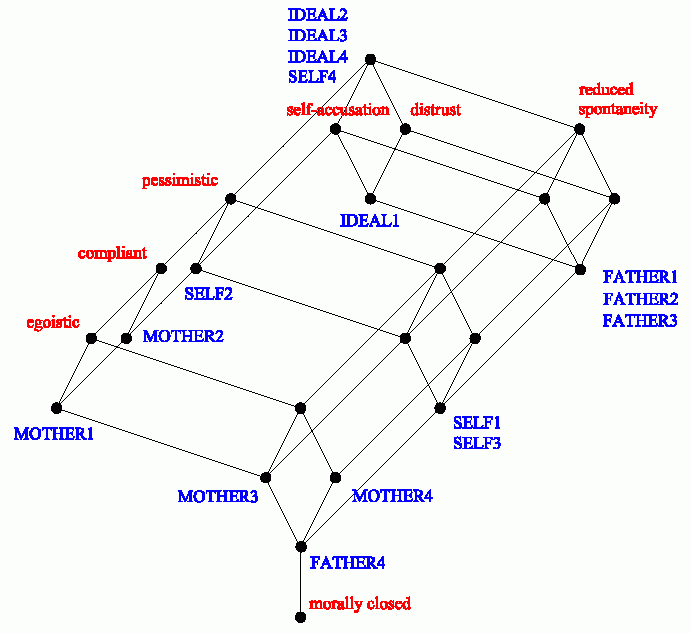 IDEAL2
IDEAL3
IDEAL4
SELF4
reduced
spontaneity
self-accusation
distrust
pessimistic
IDEAL1
compliant
FATHER1
FATHER2
FATHER3
SELF2
egoistic
MOTHER2
MOTHER1
SELF1
SELF3
MOTHER3
MOTHER4
FATHER4
morally closed